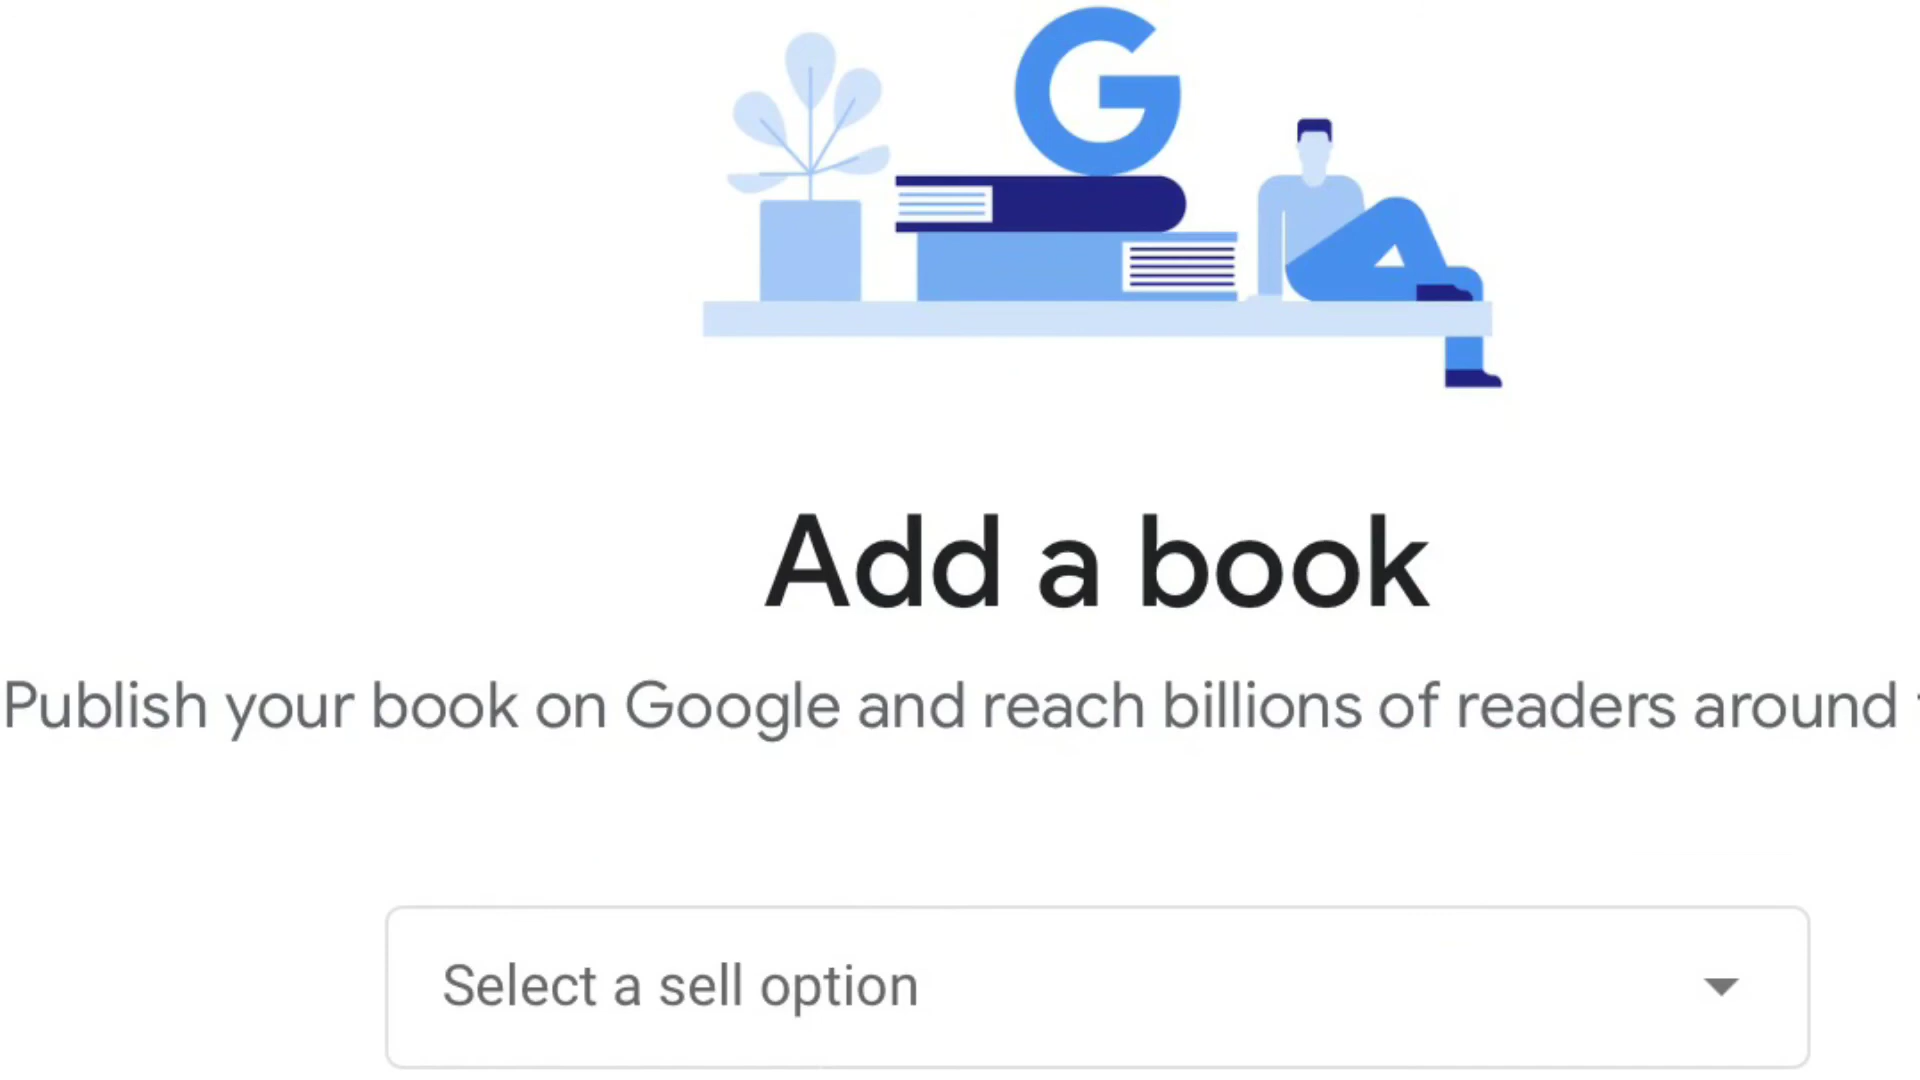 G
Add a book
Publish your book on Google and reach billions of readers around
Select a sell option